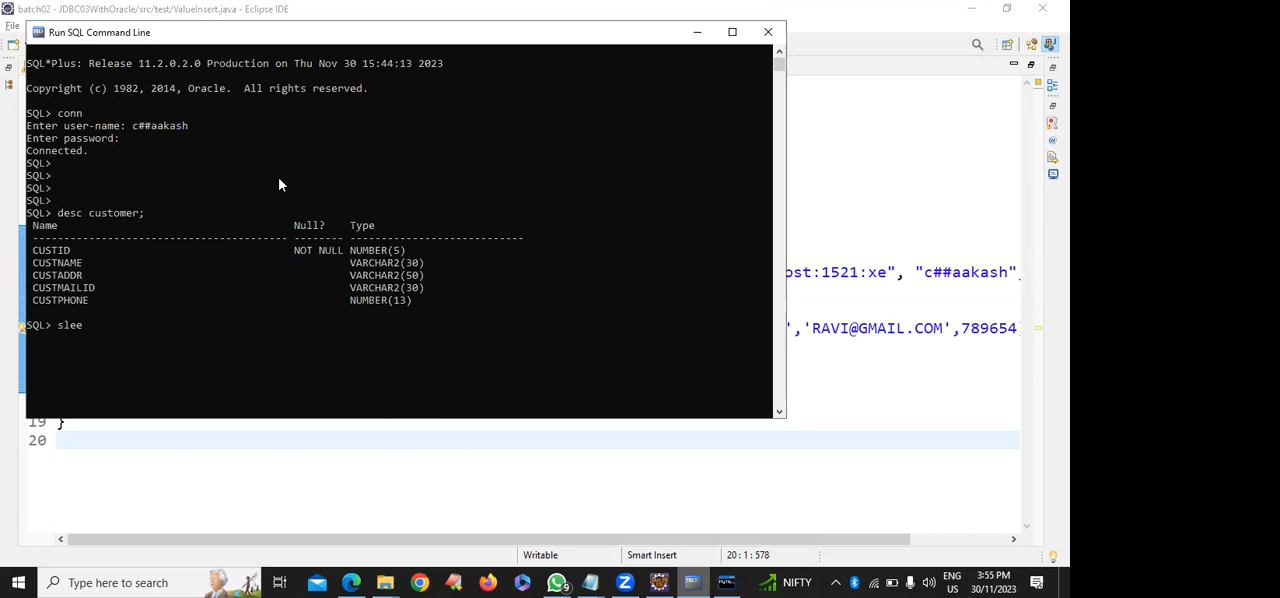 batch02 - JDBC03WithOracle/src/test/ValueInsert.java - Eclipse IDE
File
Run SQL Command Line
SQL*Plus: Release 11.2.0.2.0 Production on Thu Nov 30 15:44:13 2023
Copyright (c) 1982, 2014, Oracle.  All rights reserved.
SQL> conn
Enter user-name: c##aakash
Enter password:
Connected.
SQL>
SQL>
SQL>
SQL>
SQL> desc customer;
Name Null? Type
----------------------------------------- -------- ----------------------------
CUSTID NOT NULL NUMBER(5)
CUSTNAME VARCHAR2(30)
CUSTADDR VARCHAR2(50)
CUSTMAILID VARCHAR2(30)
CUSTPHONE NUMBER(13)
SQL> slee
ost:1521:xe", "c##aakash",
','RAVI@GMAIL.COM',789654
19 }
20
Writable Smart Insert 20 : 1 : 578
Type here to search
9
NIFTY
ENG
US
3:55 PM
30/11/2023